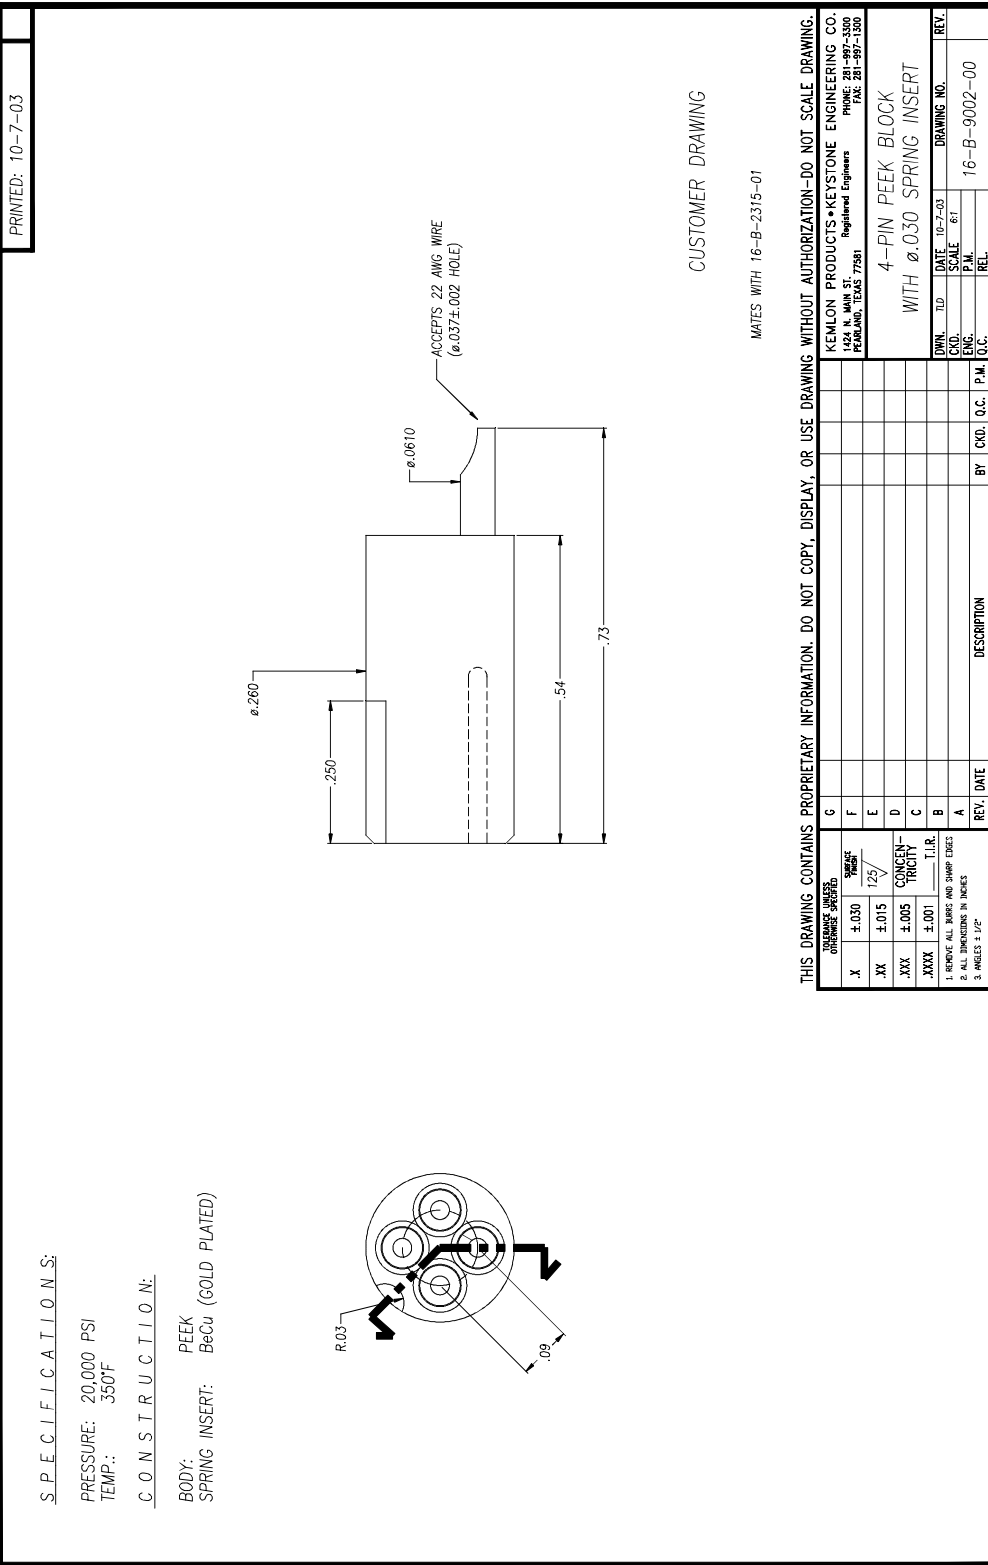 PRINTED: 10-7-03
S P E C I F I C A T I O N S:
PRESSURE: 20,000 PSI
TEMP.: 350°F
C O N S T R U C T I O N:
BODY: PEEK
SPRING INSERT: BeCu (GOLD PLATED)
R.03
.09
ø.260
.250
ø.0610
ACCEPTS 22 AWG WIRE
(ø.037±.002 HOLE)
.54
.73
CUSTOMER DRAWING
MATES WITH 16-B-2315-01
THIS DRAWING CONTAINS PROPRIETARY INFORMATION. DO NOT COPY, DISPLAY, OR USE DRAWING WITHOUT AUTHORIZATION-DO NOT SCALE DRAWING.
TOLERANCE UNLESS
OTHERWISE SPECIFIED
.X ±.030
.XX ±.015
.XXX ±.005
.XXXX ±.001
SURFACE
FINISH
125
CONCEN-
TRICITY
T.I.R.
1. REMOVE ALL BURRS AND SHARP EDGES
2. ALL DIMENSIONS IN INCHES
3. ANGLES ± 1/2°
G
F
E
D
C
B
A
REV. DATE DESCRIPTION BY CKD. Q.C. P.M.
KEMLON PRODUCTS•KEYSTONE ENGINEERING CO.
1424 N. MAIN ST. Registered Engineers PHONE: 281-997-3300
PEARLAND, TEXAS 77581 FAX: 281-997-1300
4-PIN PEEK BLOCK
WITH ø.030 SPRING INSERT
DWN. TLD DATE 10-7-03 DRAWING NO. REV.
CKD. SCALE 6:1
ENG. P.M. 16-B-9002-00
Q.C. REL.